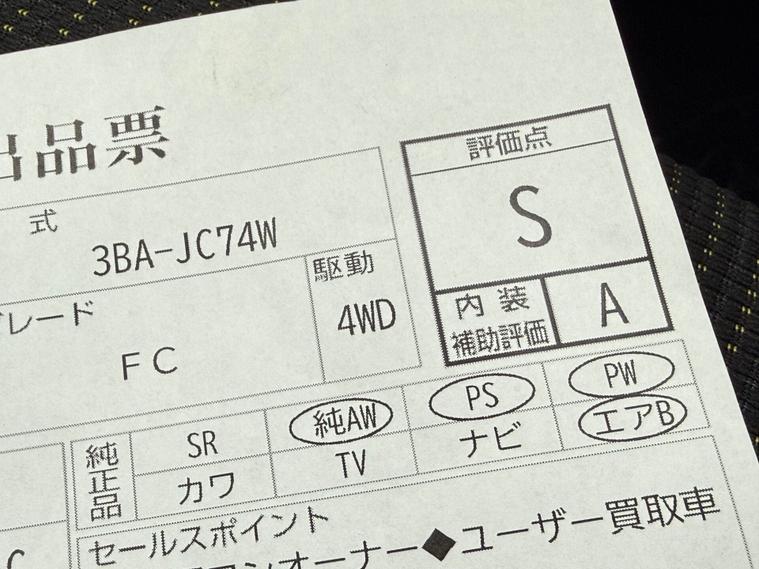 出品票
評価点
S
式
3BA-JC74W
駆動
4WD
グレード
FC
内装
補助評価
A
純正品
SR
純AW
PS
PW
カワ
TV
ナビ
エアB
セールスポイント
ンオーナー◆ユーザー買取車